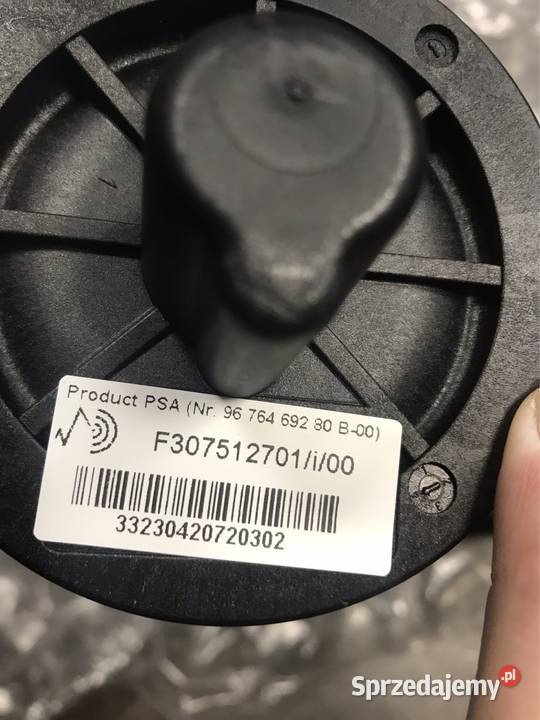 Product PSA (Nr. 96 764 692 80 B-00)
F307512701/i/00
33230420720302
Sprzedajemy.pl